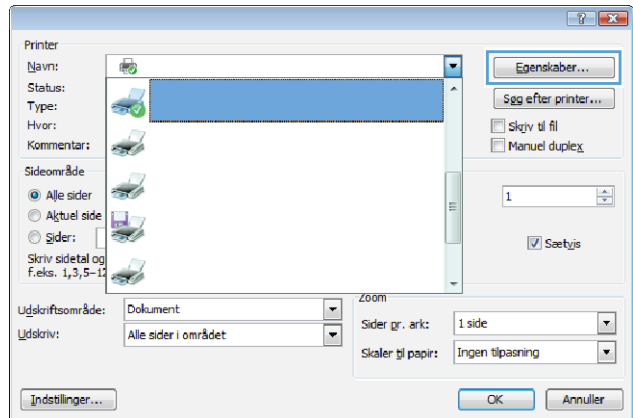 Printer
Navn:
Egenskaber...
Status:
Søg efter printer...
Type:
Hvor:
Skriv til fil
Kommentar:
Manuel duplex
Sideområde
Alle sider
1
Aktuel side
Sider:
Sætvis
Skriv sidetal og
f.eks. 1,3,5–12
Zoom
Udskriftsområde: Dokument
Sider pr. ark: 1 side
Udskriv: Alle sider i området
Skaler til papir: Ingen tilpasning
Indstillinger... OK Annuller